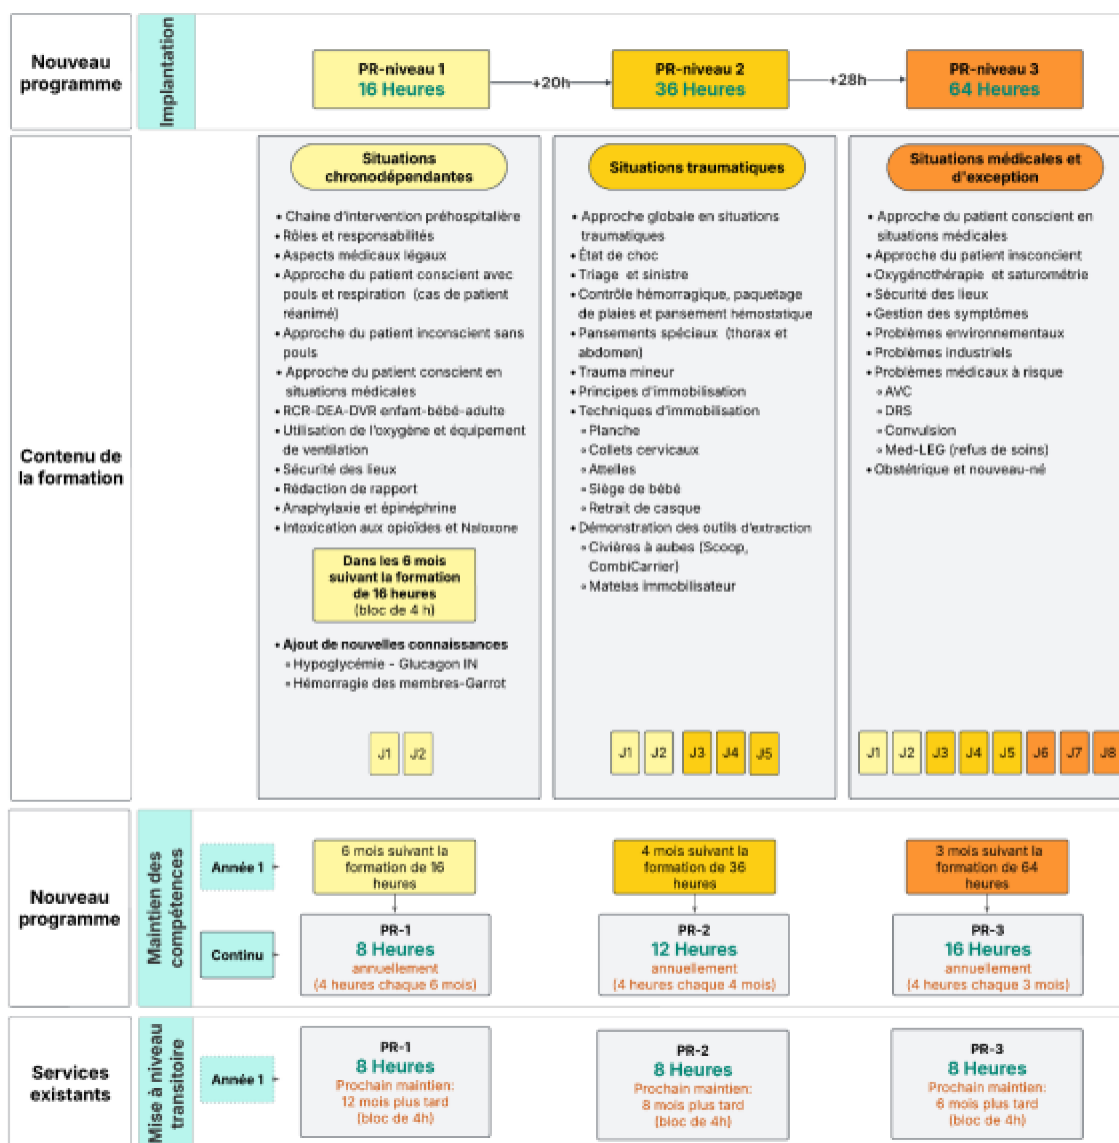 Nouveau
programme
Implantation
PR-niveau 1
16 Heures
+20h
PR-niveau 2
36 Heures
+28h
PR-niveau 3
64 Heures
Contenu de
la formation
Situations
chronodépendantes
• Chaine d'intervention préhospitalière
• Rôles et responsabilités
• Aspects médicaux légaux
• Approche du patient conscient avec
pouls et respiration (cas de patient
réanimé)
• Approche du patient inconscient sans
pouls
• Approche du patient conscient en
situations médicales
• RCR-DEA-DVR enfant-bébé-adulte
• Utilisation de l'oxygène et équipement
de ventilation
• Sécurité des lieux
• Rédaction de rapport
• Anaphylaxie et épinéphrine
• Intoxication aux opioïdes et Naloxone
Dans les 6 mois
suivant la formation
de 16 heures
(bloc de 4 h)
• Ajout de nouvelles connaissances
◦ Hypoglycémie - Glucagon IN
◦ Hémorragie des membres-Garrot
J1 J2
Situations traumatiques
• Approche globale en situations
traumatiques
• État de choc
• Triage et sinistre
• Contrôle hémorragique, paquetage
de plaies et pansement hémostatique
• Pansements spéciaux (thorax et
abdomen)
• Trauma mineur
• Principes d'immobilisation
• Techniques d'immobilisation
◦ Planche
◦ Collets cervicaux
◦ Attelles
◦ Siège de bébé
◦ Retrait de casque
• Démonstration des outils d'extraction
◦ Civières à aubes (Scoop,
CombiCarrier)
◦ Matelas immobilisateur
J1 J2 J3 J4 J5
Situations médicales et
d'exception
• Approche du patient conscient en
situations médicales
• Approche du patient insconcient
• Oxygénothérapie et saturométrie
• Sécurité des lieux
• Gestion des symptômes
• Problèmes environnementaux
• Problèmes industriels
• Problèmes médicaux à risque
◦ AVC
◦ DRS
◦ Convulsion
◦ Med-LEG (refus de soins)
• Obstétrique et nouveau-né
J1 J2 J3 J4 J5 J6 J7 J8
Nouveau
programme
Maintien des
compétences
Année 1
6 mois suivant la
formation de 16
heures
4 mois suivant la
formation de 36
heures
3 mois suivant la
formation de 64
heures
Continu
PR-1
8 Heures
annuellement
(4 heures chaque 6 mois)
PR-2
12 Heures
annuellement
(4 heures chaque 4 mois)
PR-3
16 Heures
annuellement
(4 heures chaque 3 mois)
Services
existants
Mise à niveau
transitoire
Année 1
PR-1
8 Heures
Prochain maintien:
12 mois plus tard
(bloc de 4h)
PR-2
8 Heures
Prochain maintien:
8 mois plus tard
(bloc de 4h)
PR-3
8 Heures
Prochain maintien:
6 mois plus tard
(bloc de 4h)